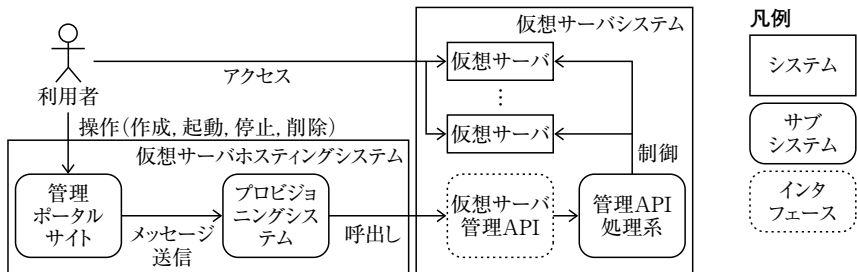 仮想サーバシステム
凡例
仮想サーバ
システム
アクセス
⋮
利用者
サブ
システム
操作(作成, 起動, 停止, 削除)
仮想サーバ
制御
仮想サーバホスティングシステム
管理
ポータル
サイト
プロビジョ
ニングシス
テム
仮想サーバ
管理API
管理API
処理系
インタ
フェース
メッセージ
送信
呼出し